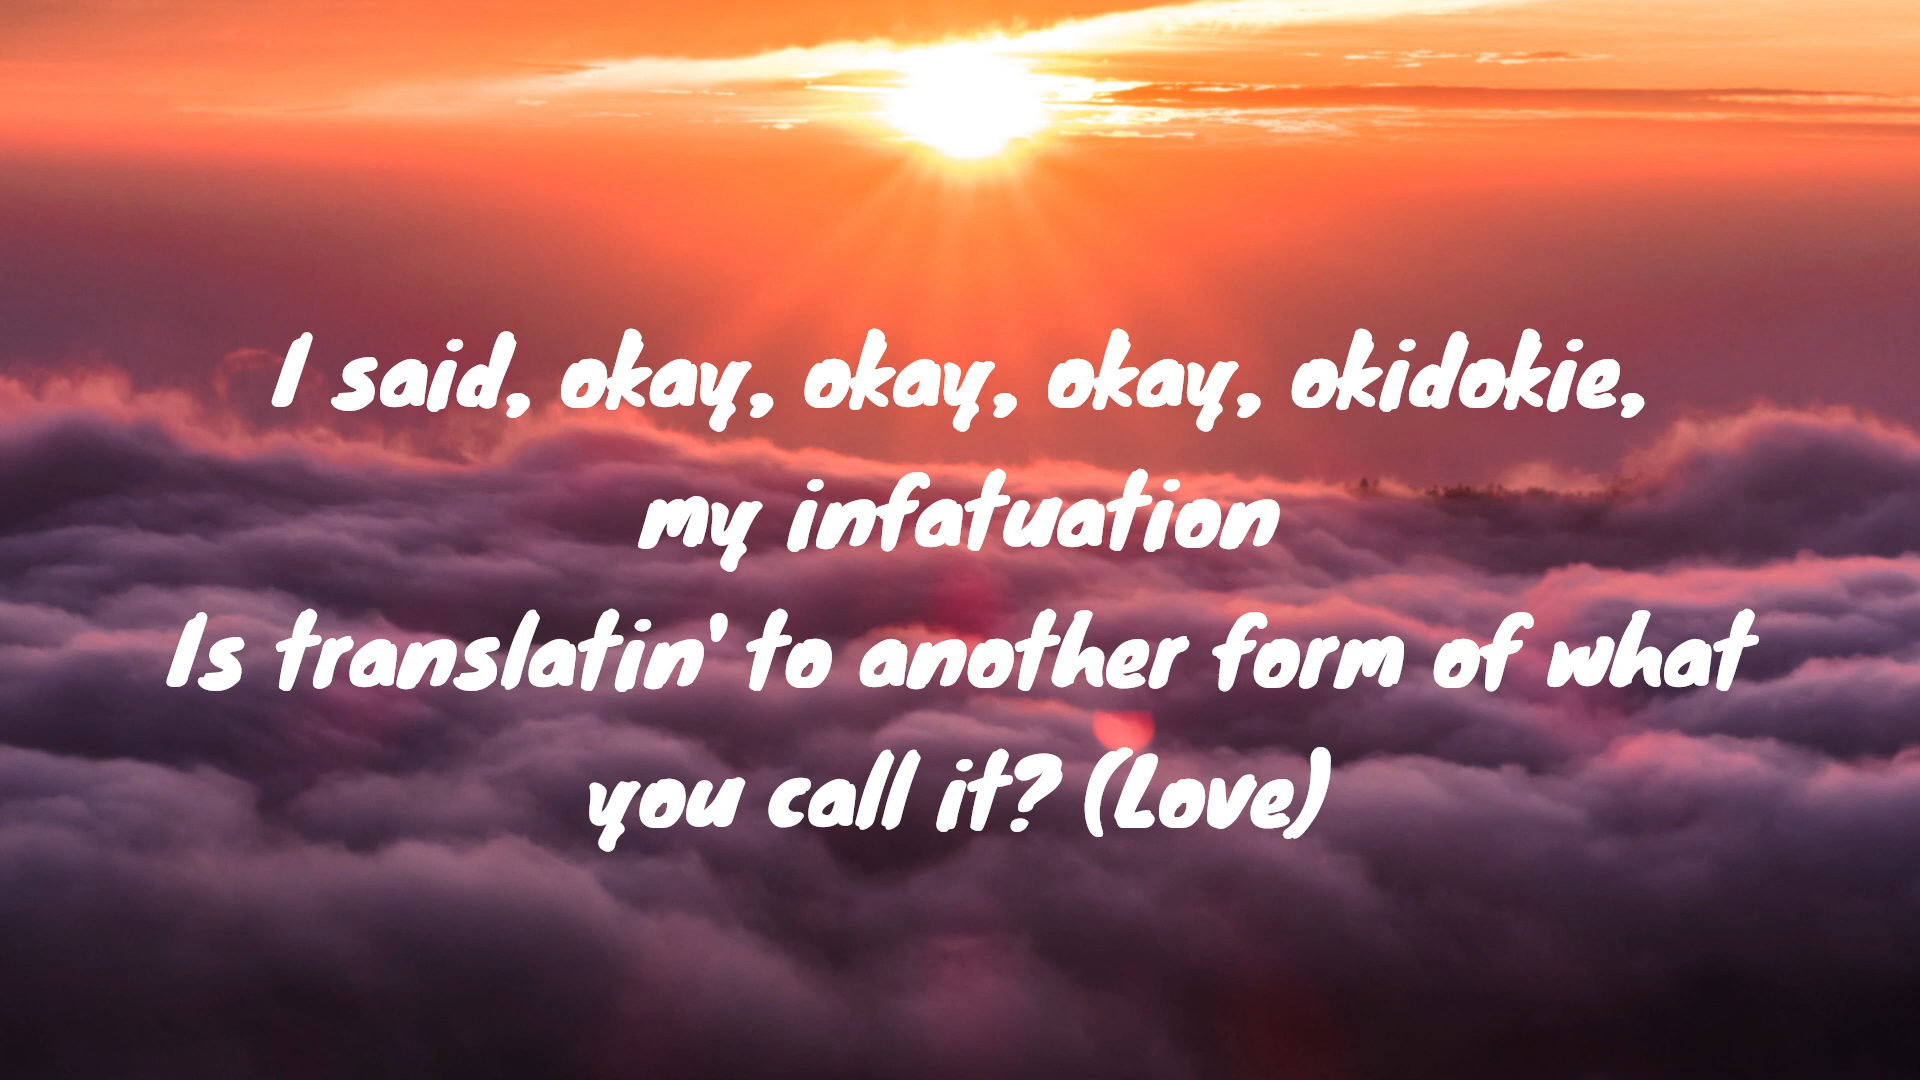 I said, okay, okay, okay, okidokie,
my infatuation
Is translatin' to another form of what
you call it? (Love)